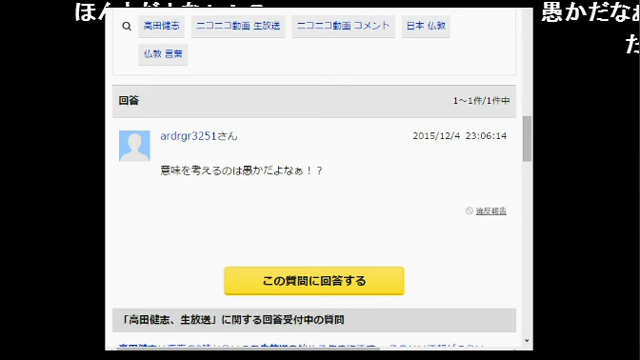 愚かだなぁ
高田健志
ニコニコ動画 生放送
ニコニコ動画 コメント
日本 仏教
仏教 言葉
回答
1～1件/1件中
ardrgr3251さん
2015/12/4 23:06:14
意味を考えるのは愚かだよなぁ！？
違反報告
この質問に回答する
「高田健志、生放送」に関する回答受付中の質問